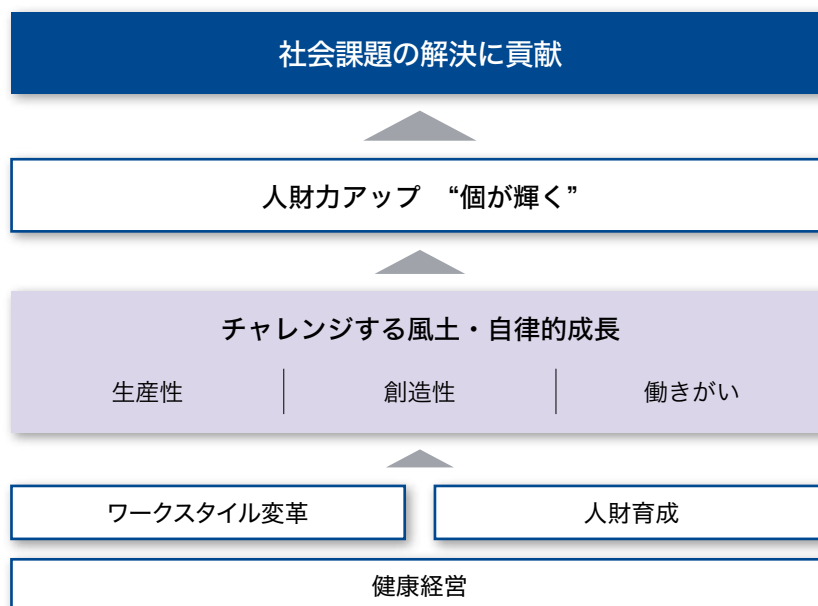 社会課題の解決に貢献
人財力アップ　“個が輝く”
チャレンジする風土・自律的成長
生産性
創造性
働きがい
ワークスタイル変革
人財育成
健康経営